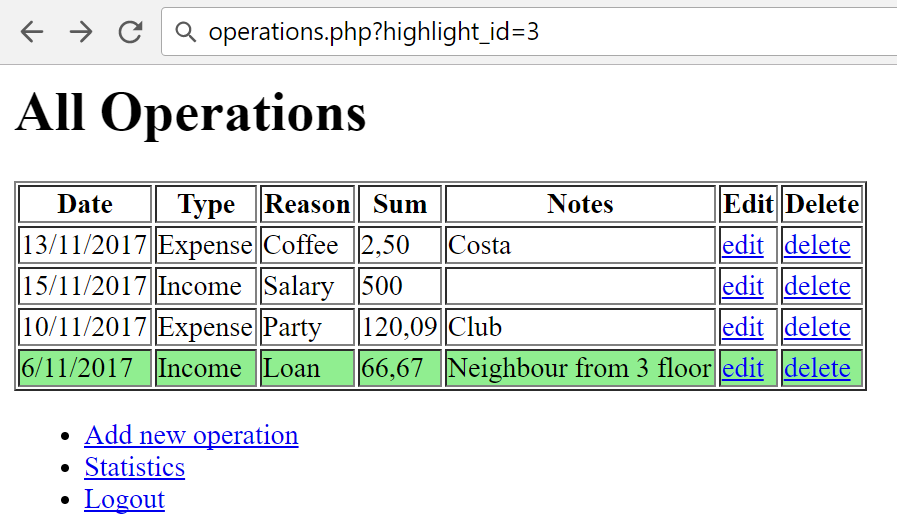 operations.php?highlight_id=3
All Operations
Date Type Reason Sum Notes Edit Delete
13/11/2017 Expense Coffee 2,50 Costa edit delete
15/11/2017 Income Salary 500 edit delete
10/11/2017 Expense Party 120,09 Club edit delete
6/11/2017 Income Loan 66,67 Neighbour from 3 floor edit delete
Add new operation
Statistics
Logout